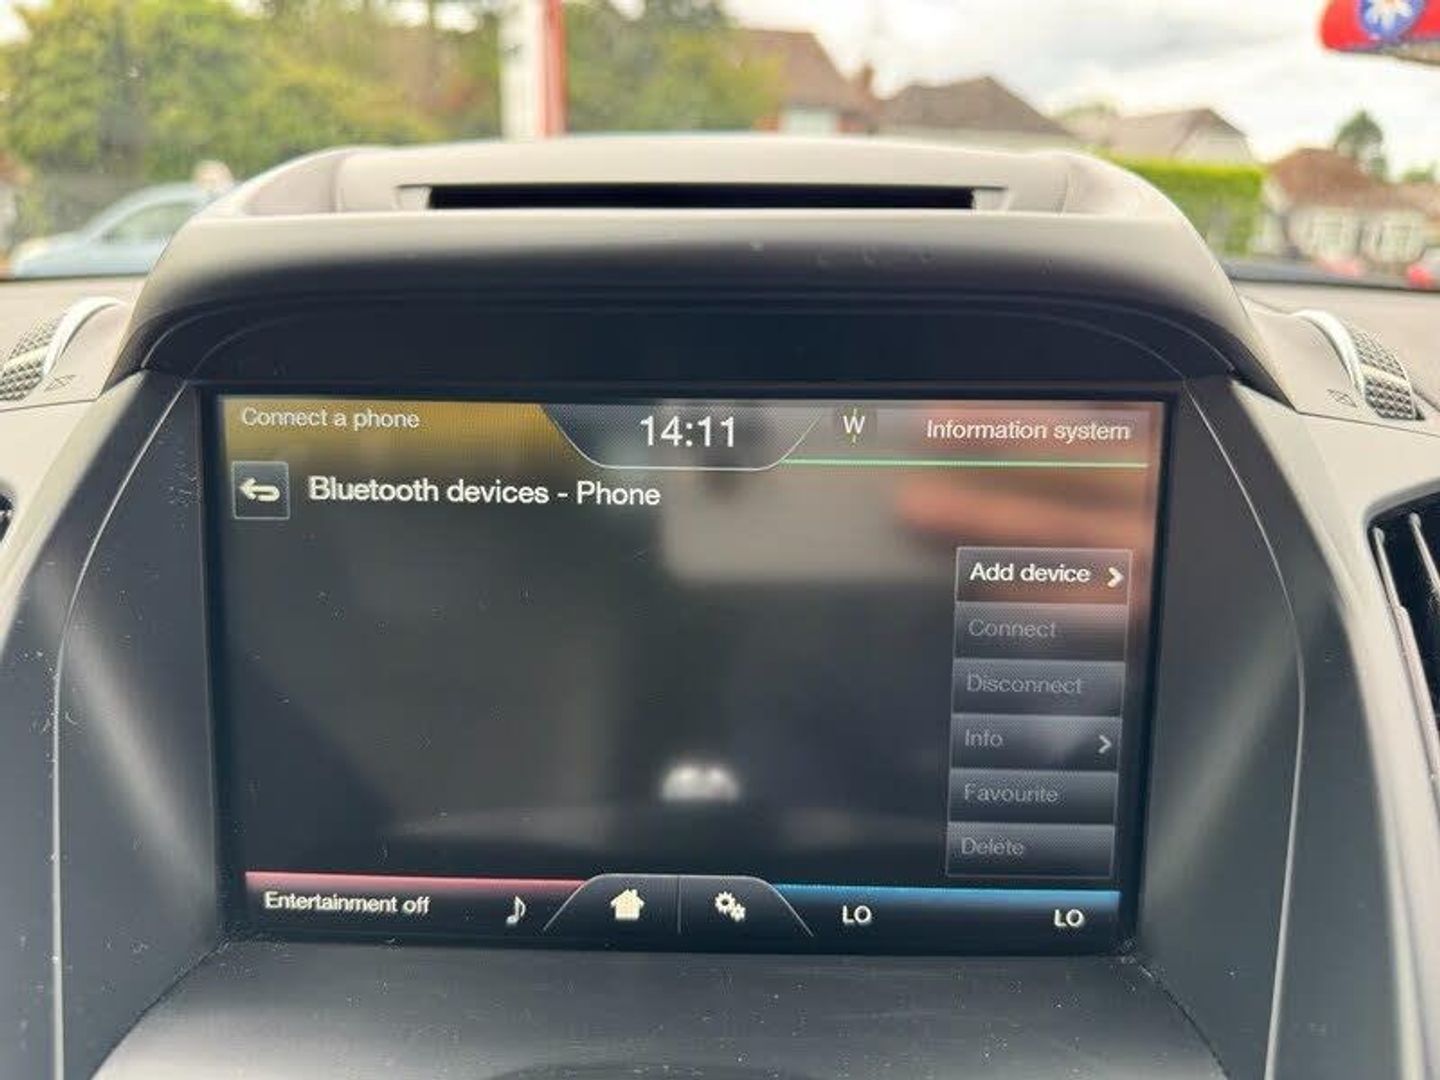 Connect a phone
14:11
W
Information system
Bluetooth devices - Phone
Add device
Connect
Disconnect
Info
Favourite
Delete
Entertainment off
LO
LO